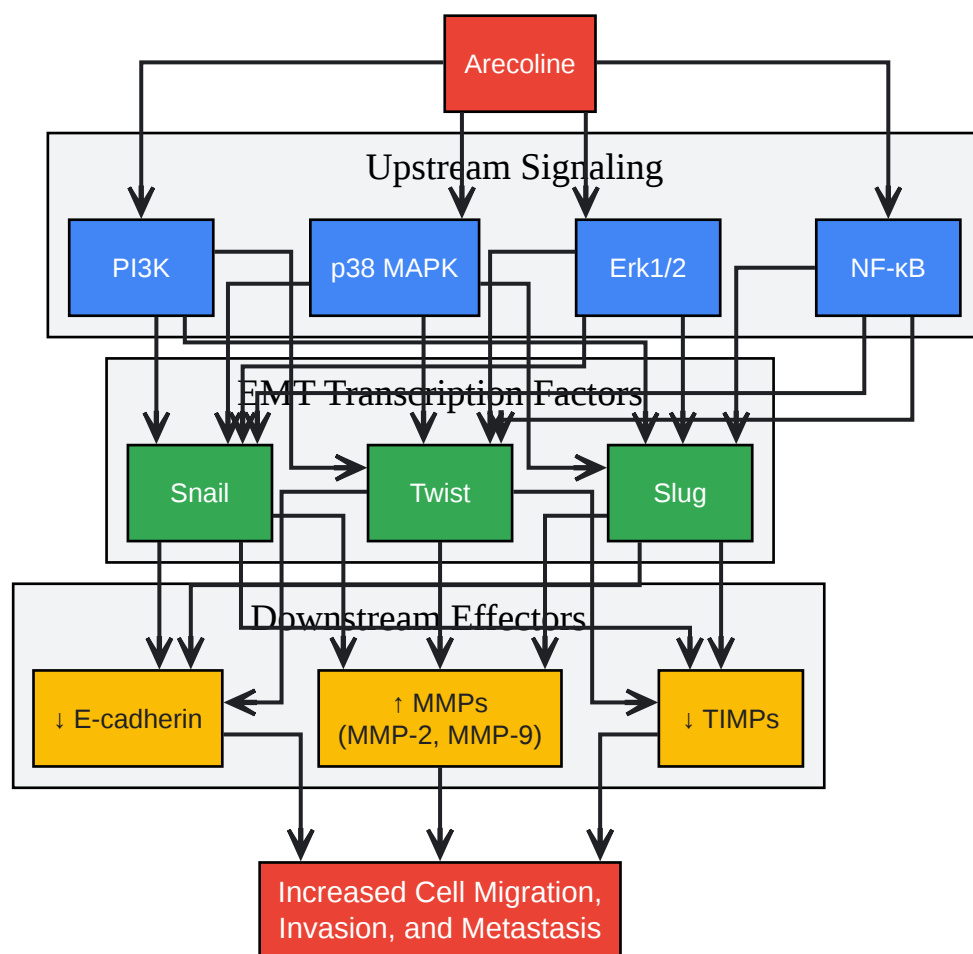 Arecoline
Upstream Signaling
PI3K
p38 MAPK
Erk1/2
NF-κB
EMT Transcription Factors
Snail
Twist
Slug
Downstream Effectors
↓ E-cadherin
↑ MMPs
(MMP-2, MMP-9)
↓ TIMPs
Increased Cell Migration,
Invasion, and Metastasis